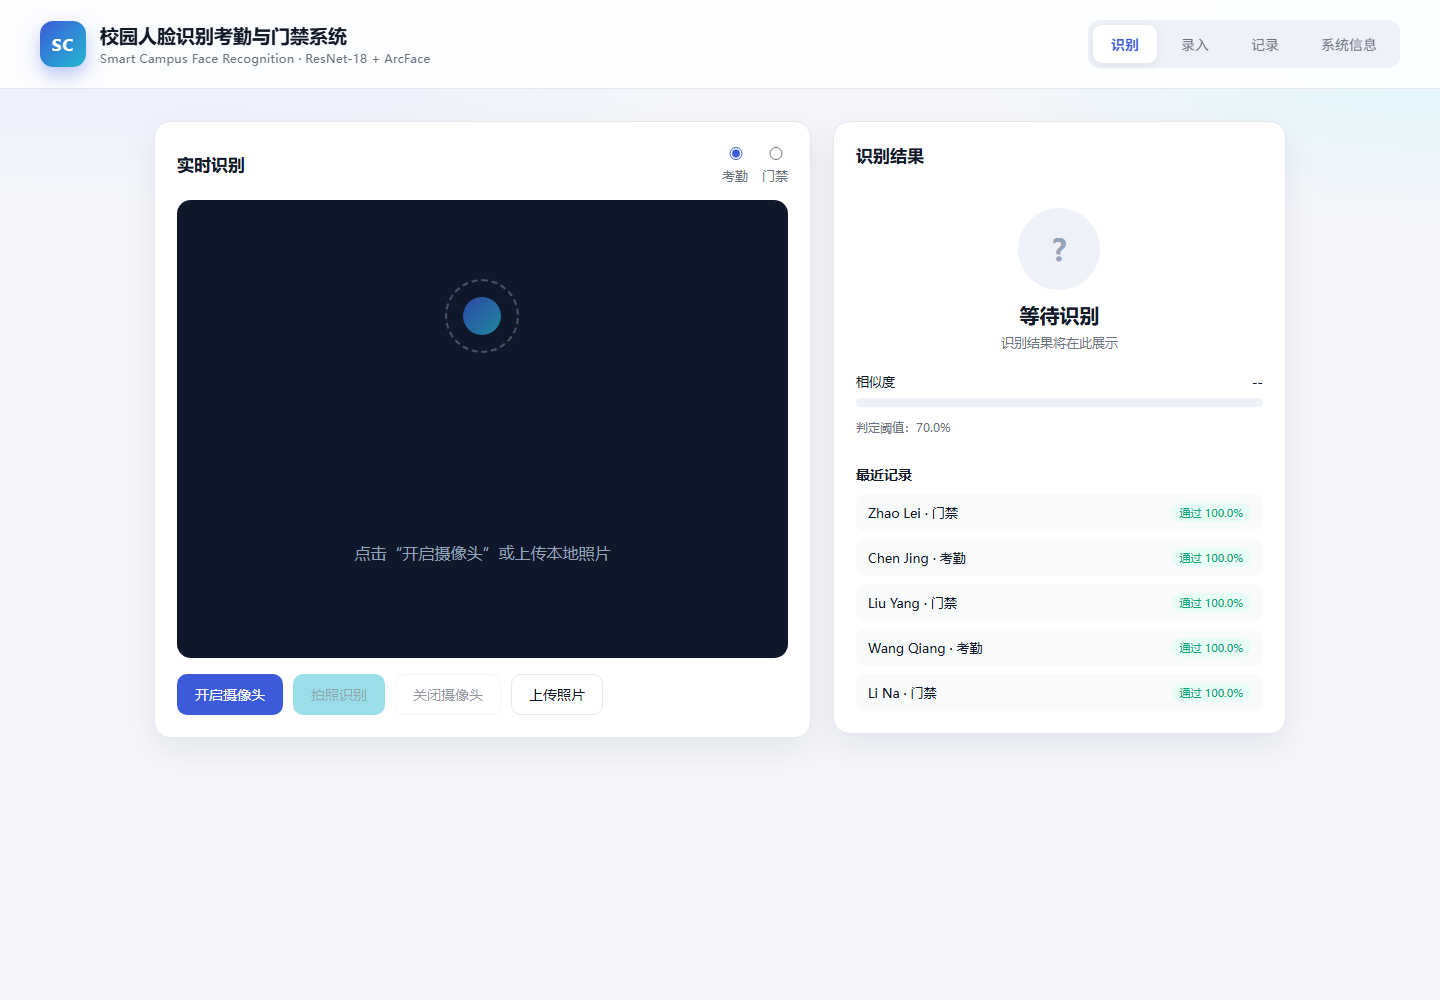 SC
校园人脸识别考勤与门禁系统
Smart Campus Face Recognition · ResNet-18 + ArcFace
识别 录入 记录 系统信息
实时识别
考勤 门禁
点击“开启摄像头”或上传本地照片
开启摄像头 拍照识别 关闭摄像头 上传照片
识别结果
?
等待识别
识别结果将在此展示
相似度 --
判定阈值：70.0%
最近记录
Zhao Lei · 门禁 通过 100.0%
Chen Jing · 考勤 通过 100.0%
Liu Yang · 门禁 通过 100.0%
Wang Qiang · 考勤 通过 100.0%
Li Na · 门禁 通过 100.0%